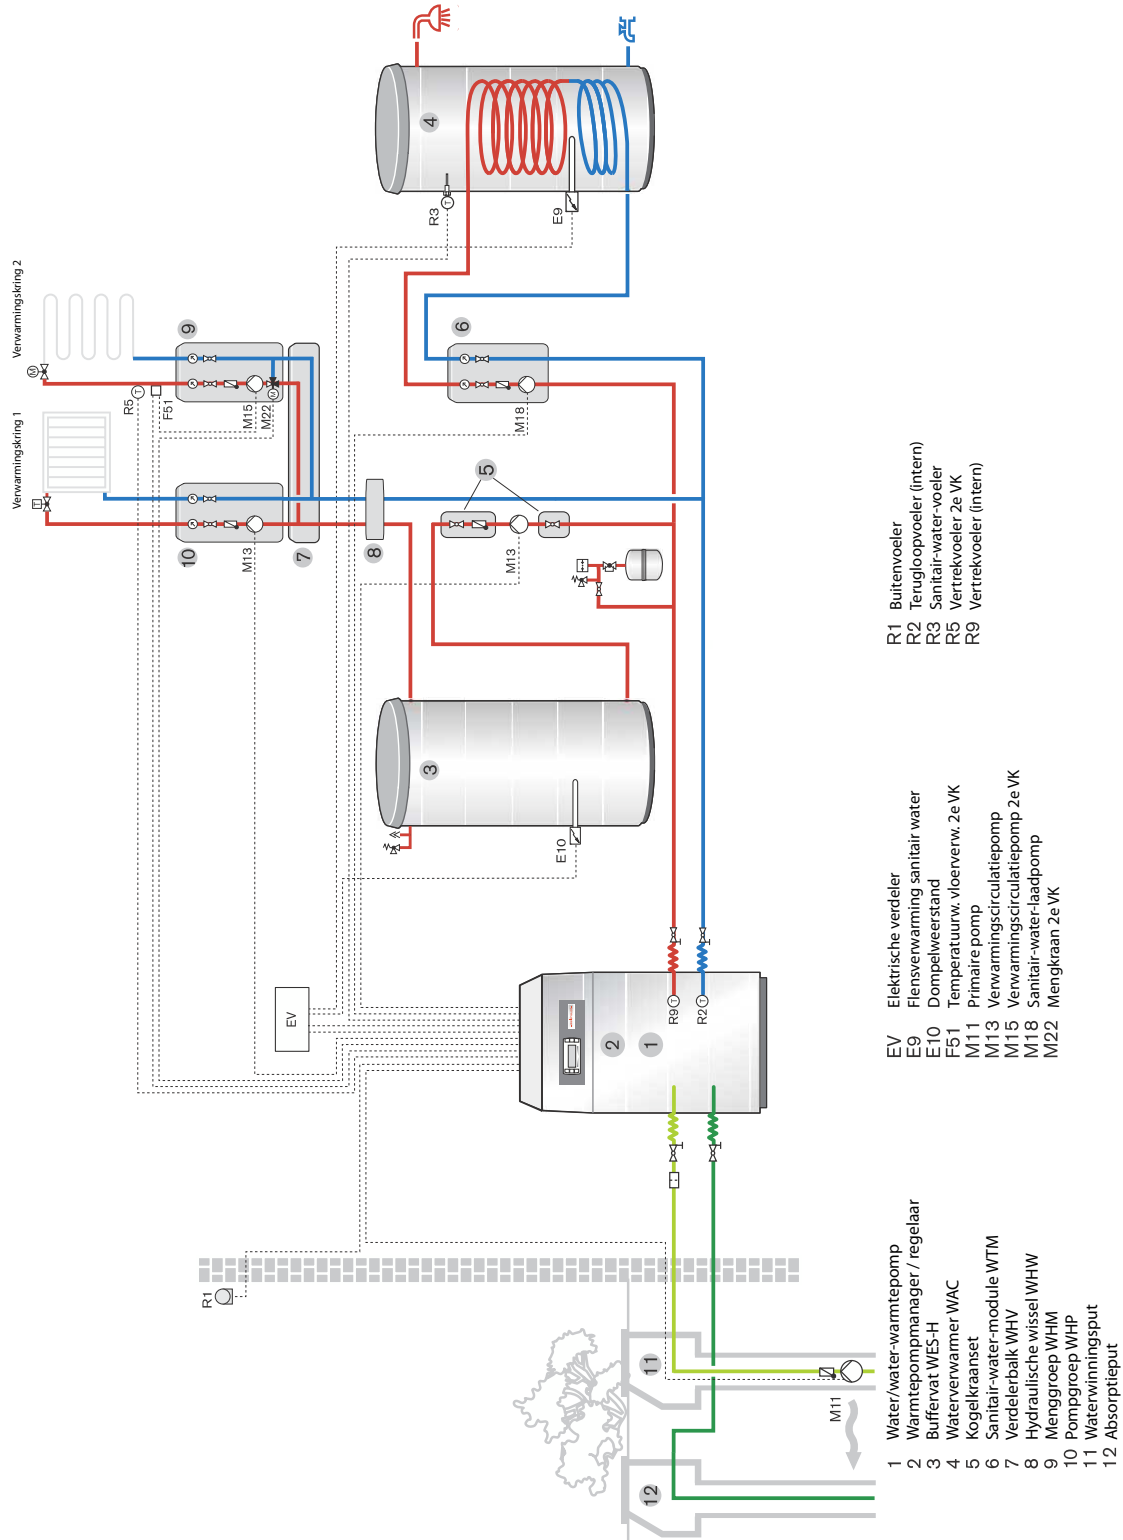 Verwarmingskring 1
Verwarmingskring 2
T
M
R5
T
F51
9
M15
M22
M
10
M13
7
8
5
M13
6
M18
4
R3
T
E9
3
E10
EV
2
1
R9
T
R2
T
R1
11
12
M11
1 Water/water-warmtepomp
2 Warmtepompmanager / regelaar
3 Buffervat WES-H
4 Waterverwarmer WAC
5 Kogelkraanset
6 Sanitair-water-module WTM
7 Verdelerbalk WHV
8 Hydraulische wissel WHW
9 Menggroep WHM
10 Pompgroep WHP
11 Waterwinningsput
12 Absorptieput
EV Elektrische verdeler
E9 Flensverwarming sanitair water
E10 Dompelweerstand
F51 Temperatuurw. vloerverw. 2e VK
M11 Primaire pomp
M13 Verwarmingscirculatiepomp
M15 Verwarmingscirculatiepomp 2e VK
M18 Sanitair-water-laadpomp
M22 Mengkraan 2e VK
R1 Buitenvoeler
R2 Terugloopvoeler (intern)
R3 Sanitair-water-voeler
R5 Vertrekvoeler 2e VK
R9 Vertrekvoeler (intern)